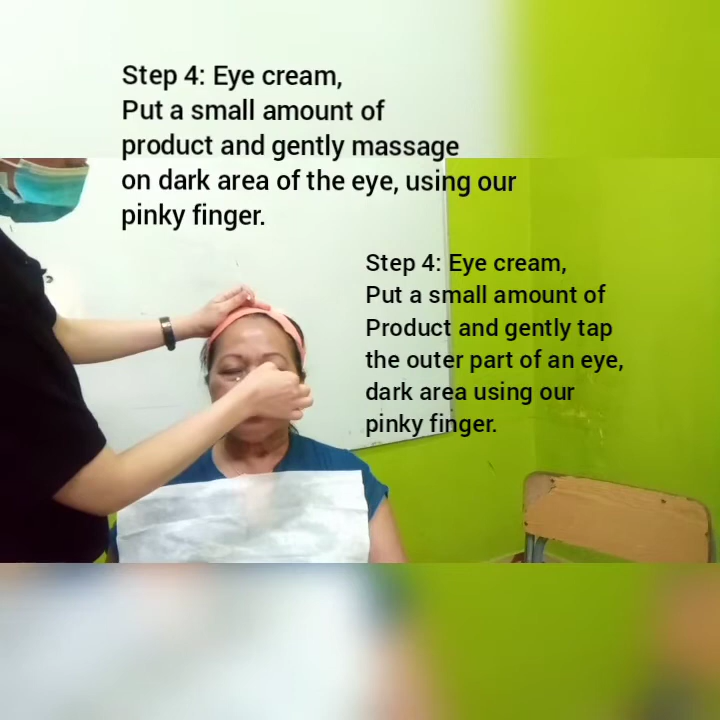 Step 4: Eye cream,
Put a small amount of
product and gently massage
on dark area of the eye, using our
pinky finger.
Step 4: Eye cream,
Put a small amount of
Product and gently tap
the outer part of an eye,
dark area using our
pinky finger.